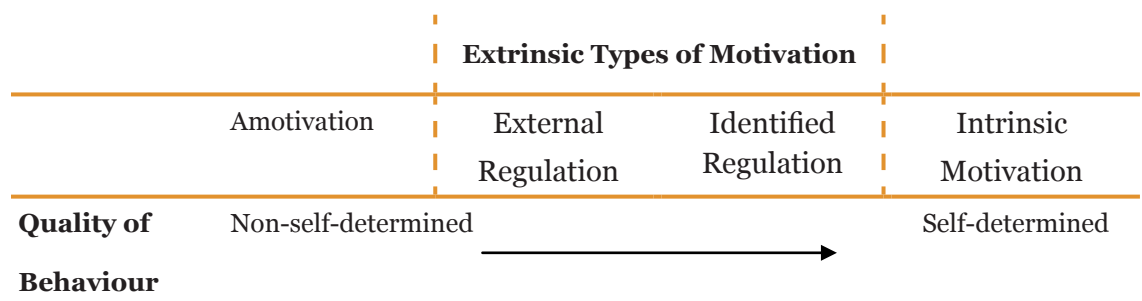 Extrinsic Types of Motivation
Amotivation External Identified Intrinsic
Regulation Regulation Motivation
Quality of Non-self-determined Self-determined
Behaviour